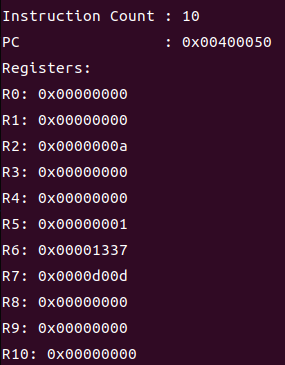 Instruction Count : 10
PC                : 0x00400050
Registers:
R0: 0x00000000
R1: 0x00000000
R2: 0x0000000a
R3: 0x00000000
R4: 0x00000000
R5: 0x00000001
R6: 0x00001337
R7: 0x0000d00d
R8: 0x00000000
R9: 0x00000000
R10: 0x00000000